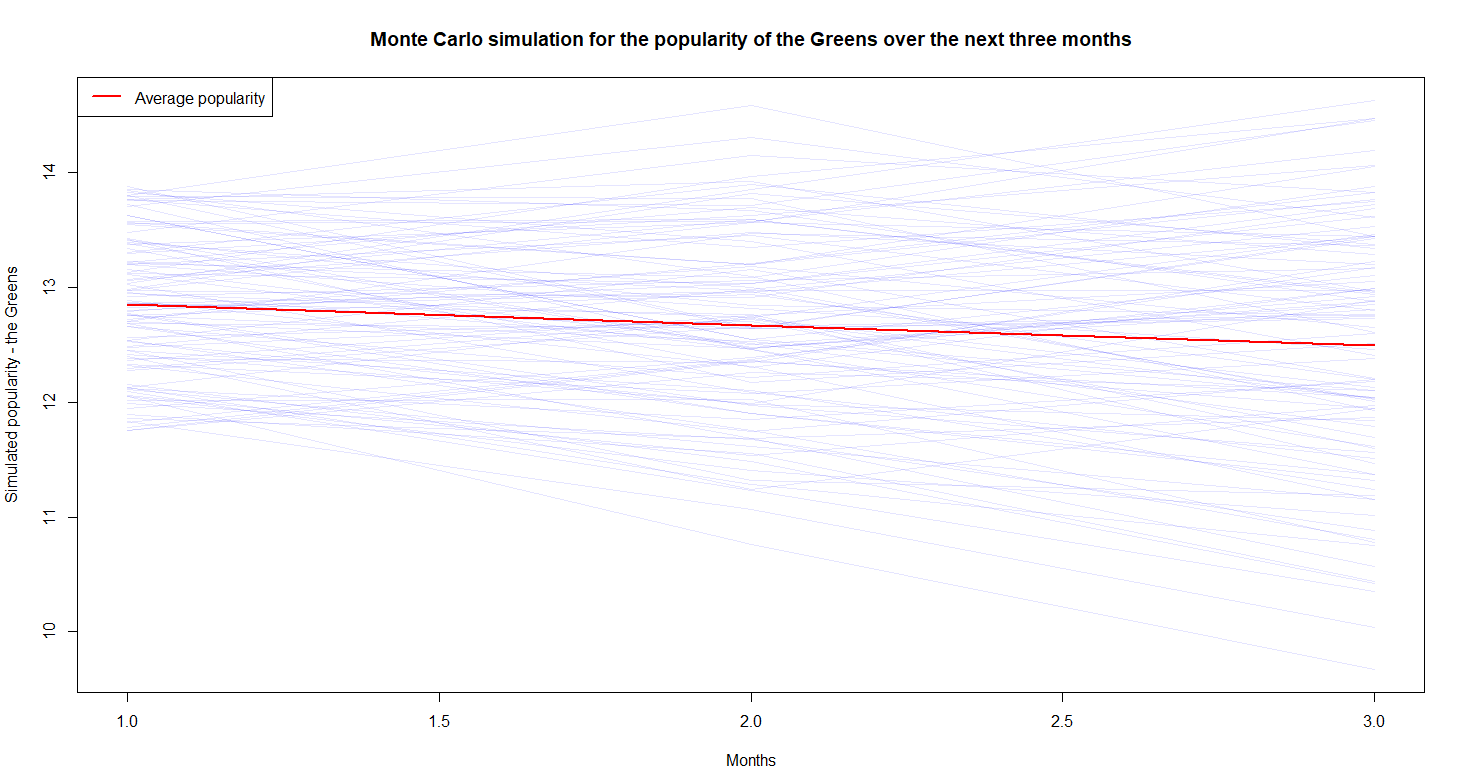 Monte Carlo simulation for the popularity of the Greens over the next three months
Average popularity
Simulated popularity - the Greens
14
13
12
11
10
1.0 1.5 2.0 2.5 3.0
Months